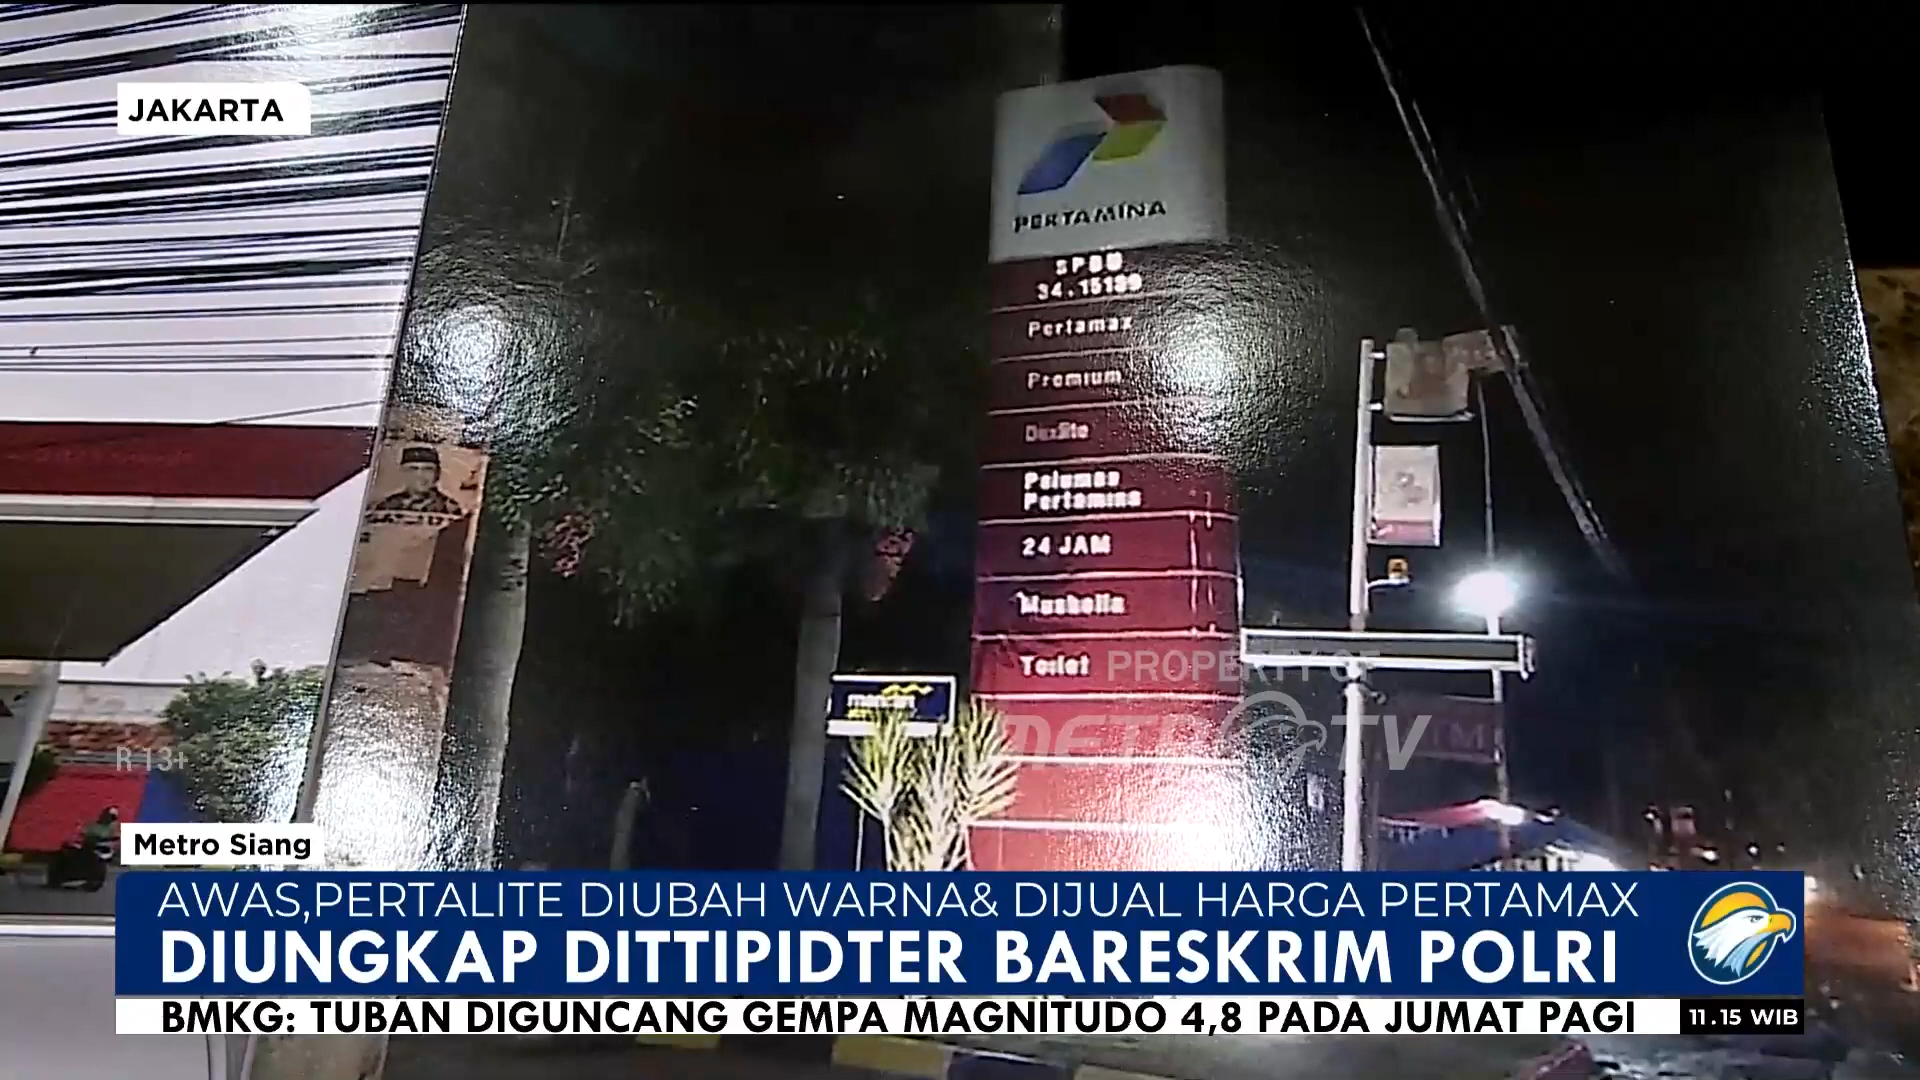 JAKARTA
PERTAMINA
SPBU
34.15139
Pertamax
Premium
Dexlite
Pelumas
Pertamina
24 JAM
Musholla
Toilet
PROPERTY OF
METRO TV
mandiri
R 13+
Metro Siang
AWAS,PERTALITE DIUBAH WARNA& DIJUAL HARGA PERTAMAX
DIUNGKAP DITTIPIDTER BARESKRIM POLRI
BMKG: TUBAN DIGUNCANG GEMPA MAGNITUDO 4,8 PADA JUMAT PAGI
11.15 WIB